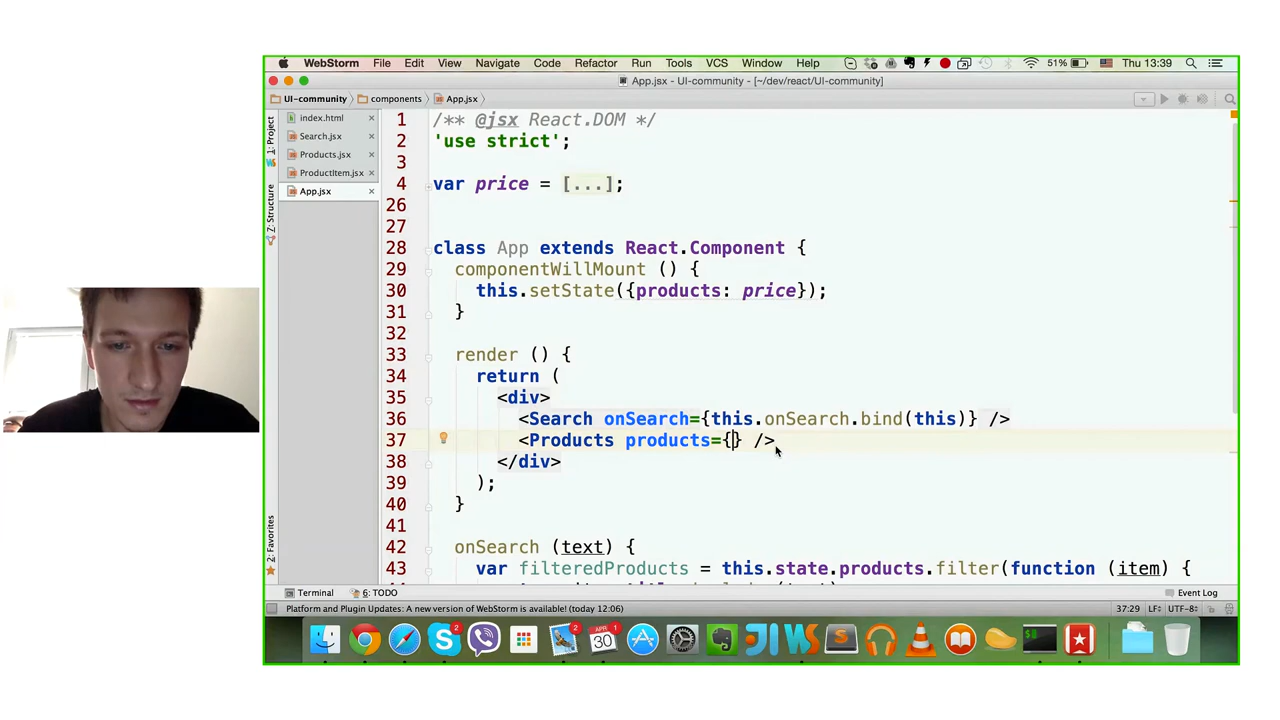 WebStorm File Edit View Navigate Code Refactor Run Tools VCS Window Help 51% Thu 13:39
App.jsx - UI-community - [~/dev/react/UI-community]
UI-community components App.jsx
1: Project
Z: Structure
2: Favorites
index.html
Search.jsx
Products.jsx
ProductItem.jsx
App.jsx
1 /** @jsx React.DOM */
2 'use strict';
3
4 var price = [...];
26
27
28 class App extends React.Component {
29 componentWillMount () {
30 this.setState({products: price});
31 }
32
33 render () {
34 return (
35 <div>
36 <Search onSearch={this.onSearch.bind(this)} />
37 <Products products={} />
38 </div>
39 );
40 }
41
42 onSearch (text) {
43 var filteredProducts = this.state.products.filter(function (item) {
Terminal 6: TODO Event Log
Platform and Plugin Updates: A new version of WebStorm is available! (today 12:06) 37:29 LF UTF-8
2 2 APR 30 1